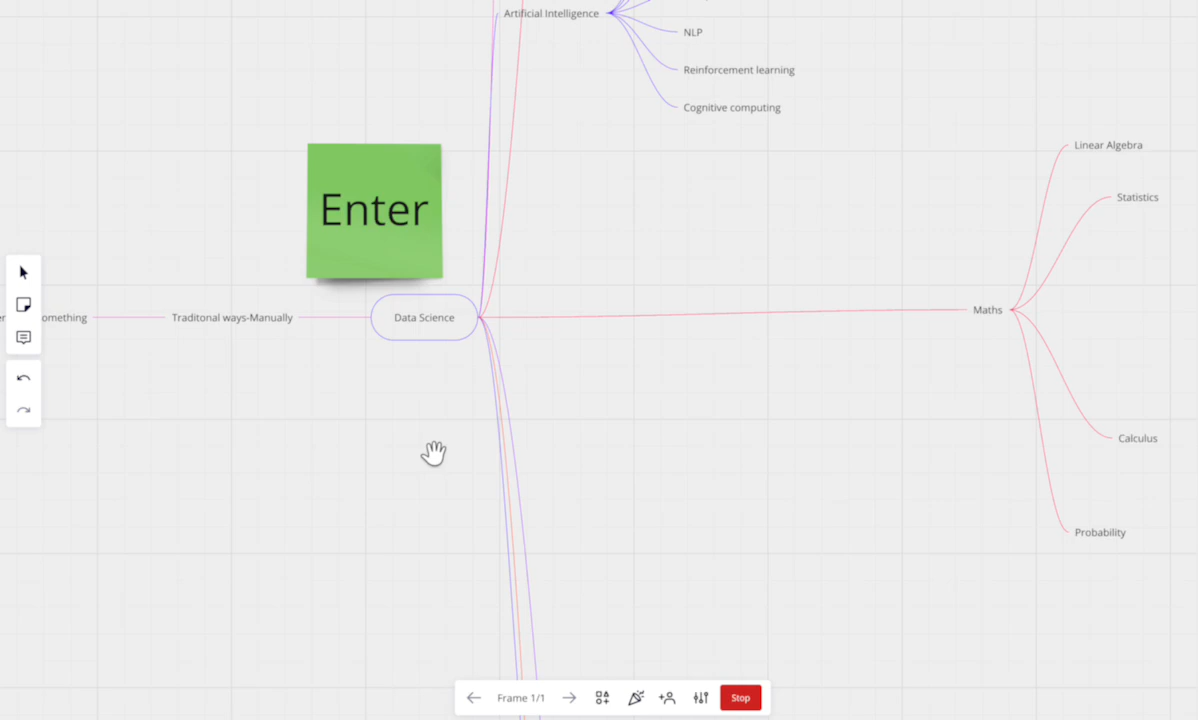 Artificial Intelligence
NLP
Reinforcement learning
Cognitive computing
Linear Algebra
Enter
Statistics
Maths
omething
Traditonal ways-Manually
Data Science
Calculus
Probability
Frame 1/1
Stop